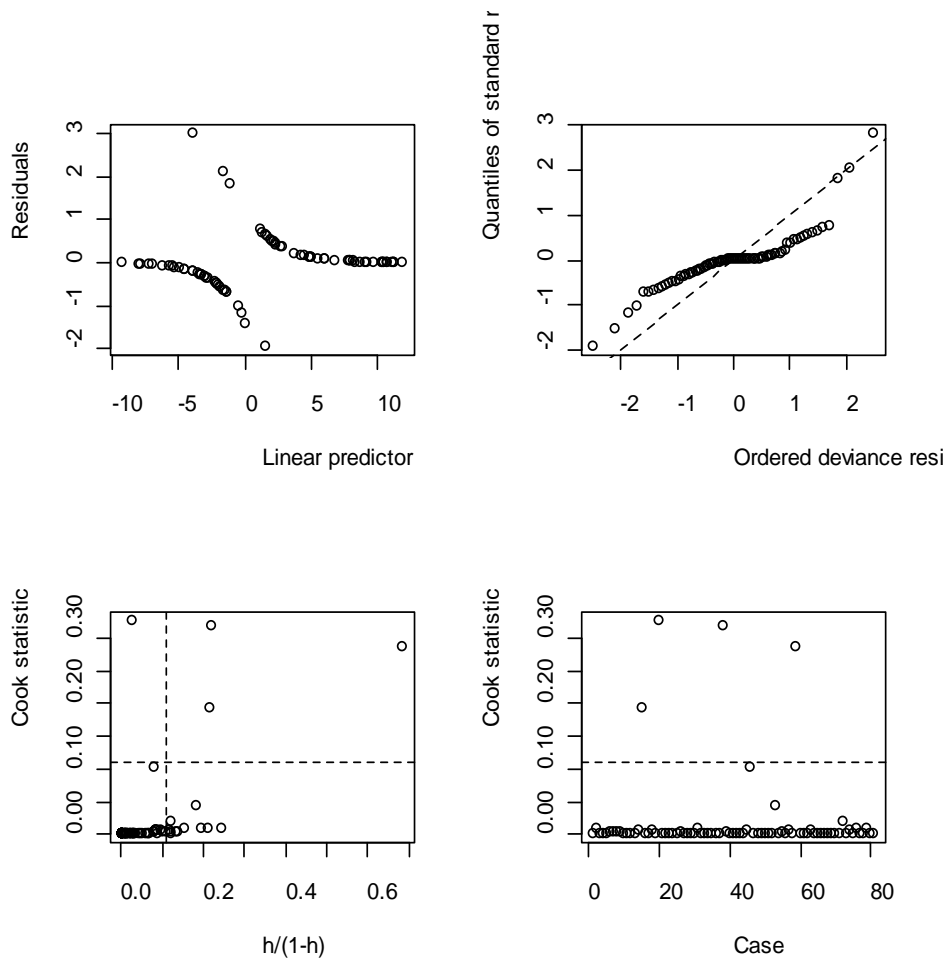 Residuals
3
2
1
0
-1
-2
-10 -5 0 5 10
Linear predictor
Quantiles of standard r
3
2
1
0
-1
-2
-2 -1 0 1 2
Ordered deviance resi
Cook statistic
0.30
0.20
0.10
0.00
0.0 0.2 0.4 0.6
h/(1-h)
Cook statistic
0.30
0.20
0.10
0.00
0 20 40 60 80
Case